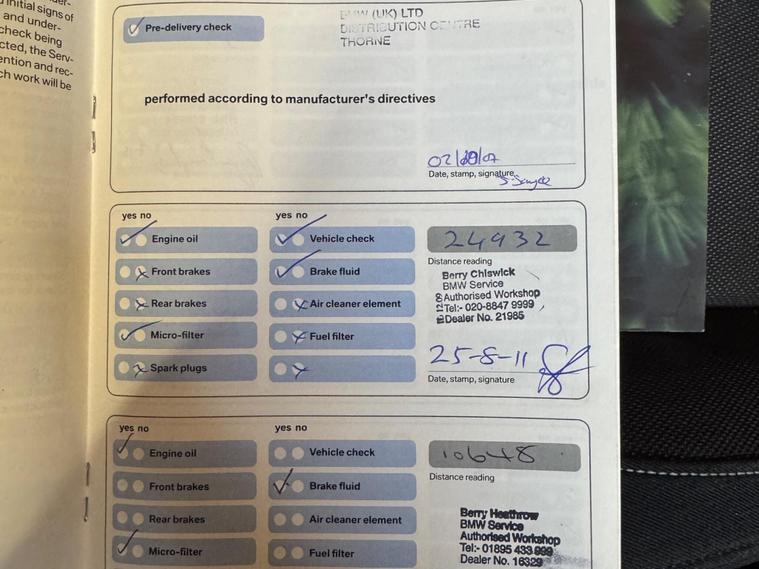 initial signs of
and under-
check being
cted, the Serv-
ention and rec-
ch work will be
Pre-delivery check
BMW (UK) LTD
DISTRIBUTION CENTRE
THORNE
performed according to manufacturer's directives
Date, stamp, signature
yes no
yes no
Engine oil
Vehicle check
24932
Distance reading
Front brakes
Brake fluid
Berry Chiswick
BMW Service
Authorised Workshop
Tel:- 020-8847 9999
Dealer No. 21985
Rear brakes
Air cleaner element
Micro-filter
Fuel filter
25-8-11
Spark plugs
Date, stamp, signature
yes no
yes no
Engine oil
Vehicle check
10648
Distance reading
Front brakes
Brake fluid
Rear brakes
Air cleaner element
Micro-filter
Fuel filter
Berry Heathrow
BMW Service
Authorised Workshop
Tel:- 01895 433 999
Dealer No. 16329